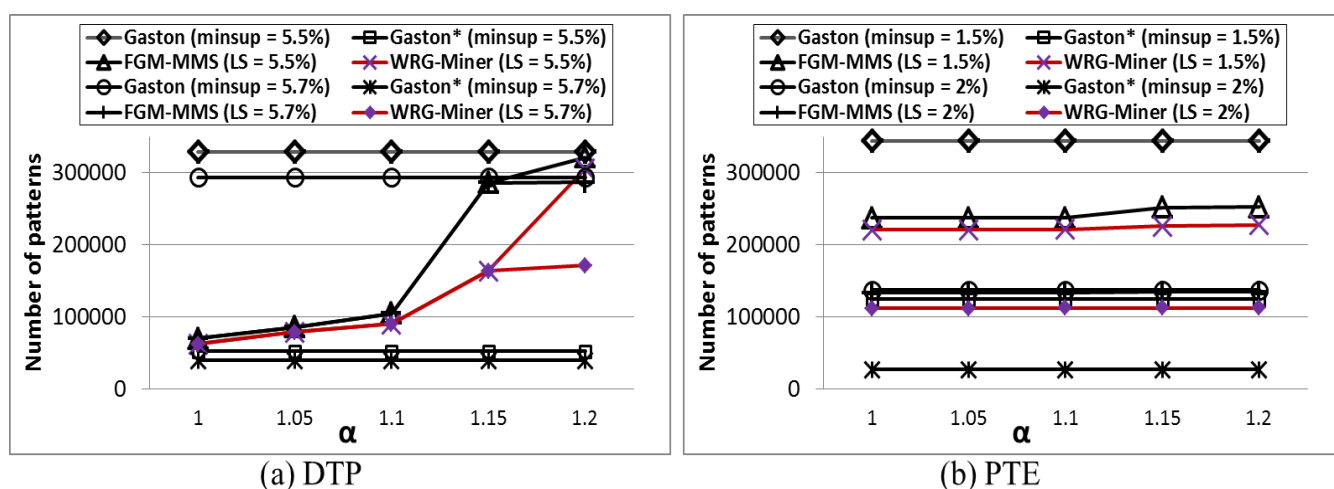 Gaston (minsup = 5.5%) Gaston* (minsup = 5.5%)
FGM-MMS (LS = 5.5%) WRG-Miner (LS = 5.5%)
Gaston (minsup = 5.7%) Gaston* (minsup = 5.7%)
FGM-MMS (LS = 5.7%) WRG-Miner (LS = 5.7%)
Number of patterns
300000
200000
100000
0
1 1.05 1.1 1.15 1.2
α
(a) DTP
Gaston (minsup = 1.5%) Gaston* (minsup = 1.5%)
FGM-MMS (LS = 1.5%) WRG-Miner (LS = 1.5%)
Gaston (minsup = 2%) Gaston* (minsup = 2%)
FGM-MMS (LS = 2%) WRG-Miner (LS = 2%)
Number of patterns
300000
200000
100000
0
1 1.05 1.1 1.15 1.2
α
(b) PTE